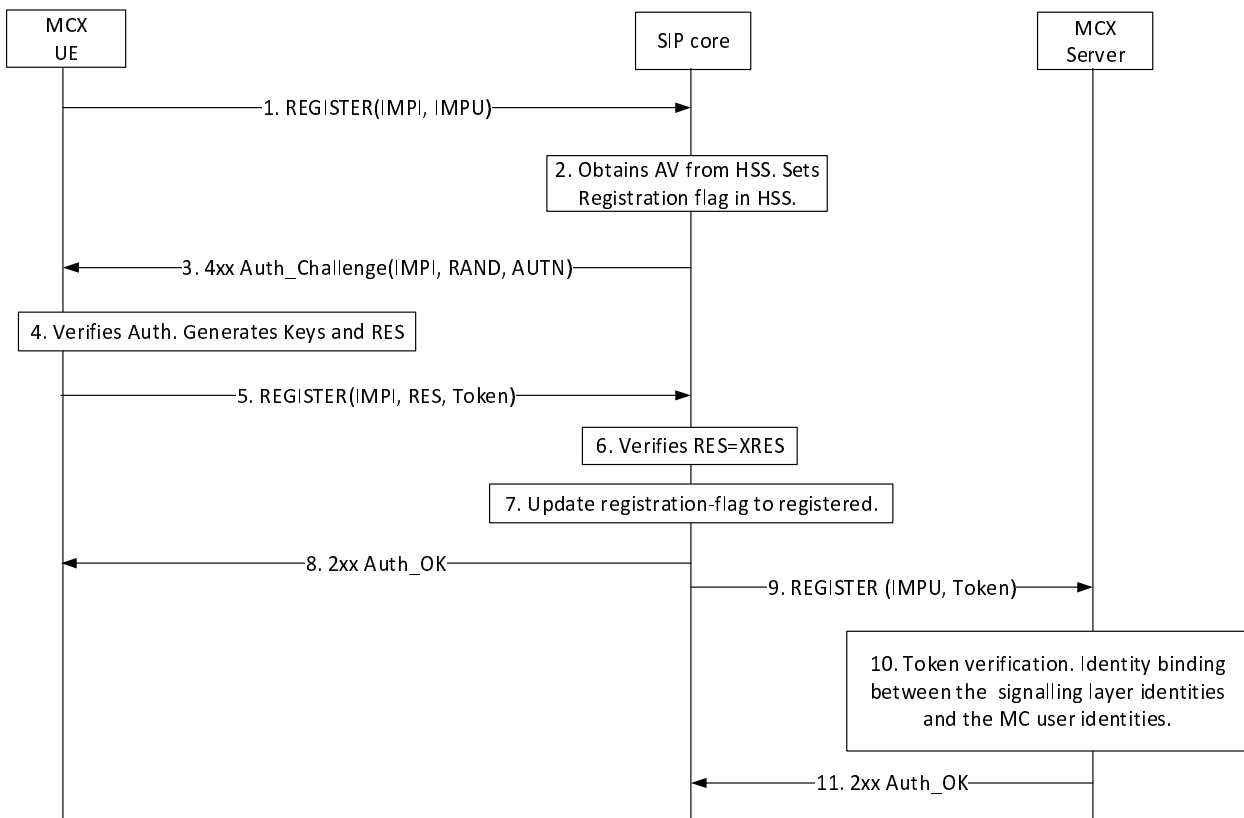 MCX
UE
SIP core
MCX
Server
1. REGISTER(IMPI, IMPU)
2. Obtains AV from HSS. Sets
Registration flag in HSS.
3. 4xx Auth_Challenge(IMPI, RAND, AUTN)
4. Verifies Auth. Generates Keys and RES
5. REGISTER(IMPI, RES, Token)
6. Verifies RES=XRES
7. Update registration-flag to registered.
8. 2xx Auth_OK
9. REGISTER (IMPU, Token)
10. Token verification. Identity binding
between the signalling layer identities
and the MC user identities.
11. 2xx Auth_OK